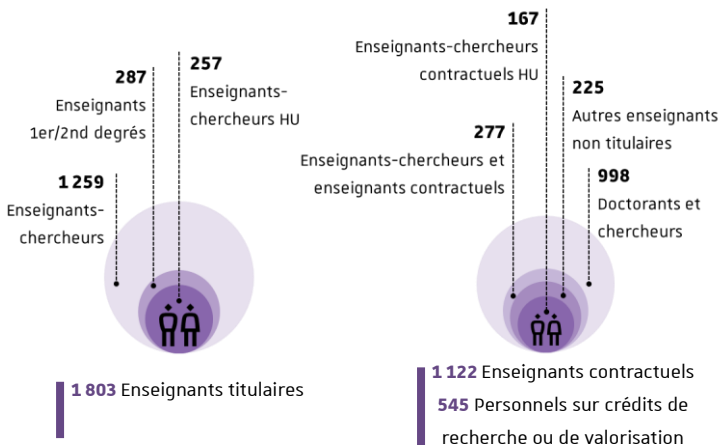 257
Enseignants-
chercheurs HU
287
Enseignants
1er/2nd degrés
1 259
Enseignants-
chercheurs
1 803 Enseignants titulaires
167
Enseignants-chercheurs
contractuels HU
225
Autres enseignants
non titulaires
277
Enseignants-chercheurs et
enseignants contractuels
998
Doctorants et
chercheurs
1 122 Enseignants contractuels
545 Personnels sur crédits de
recherche ou de valorisation